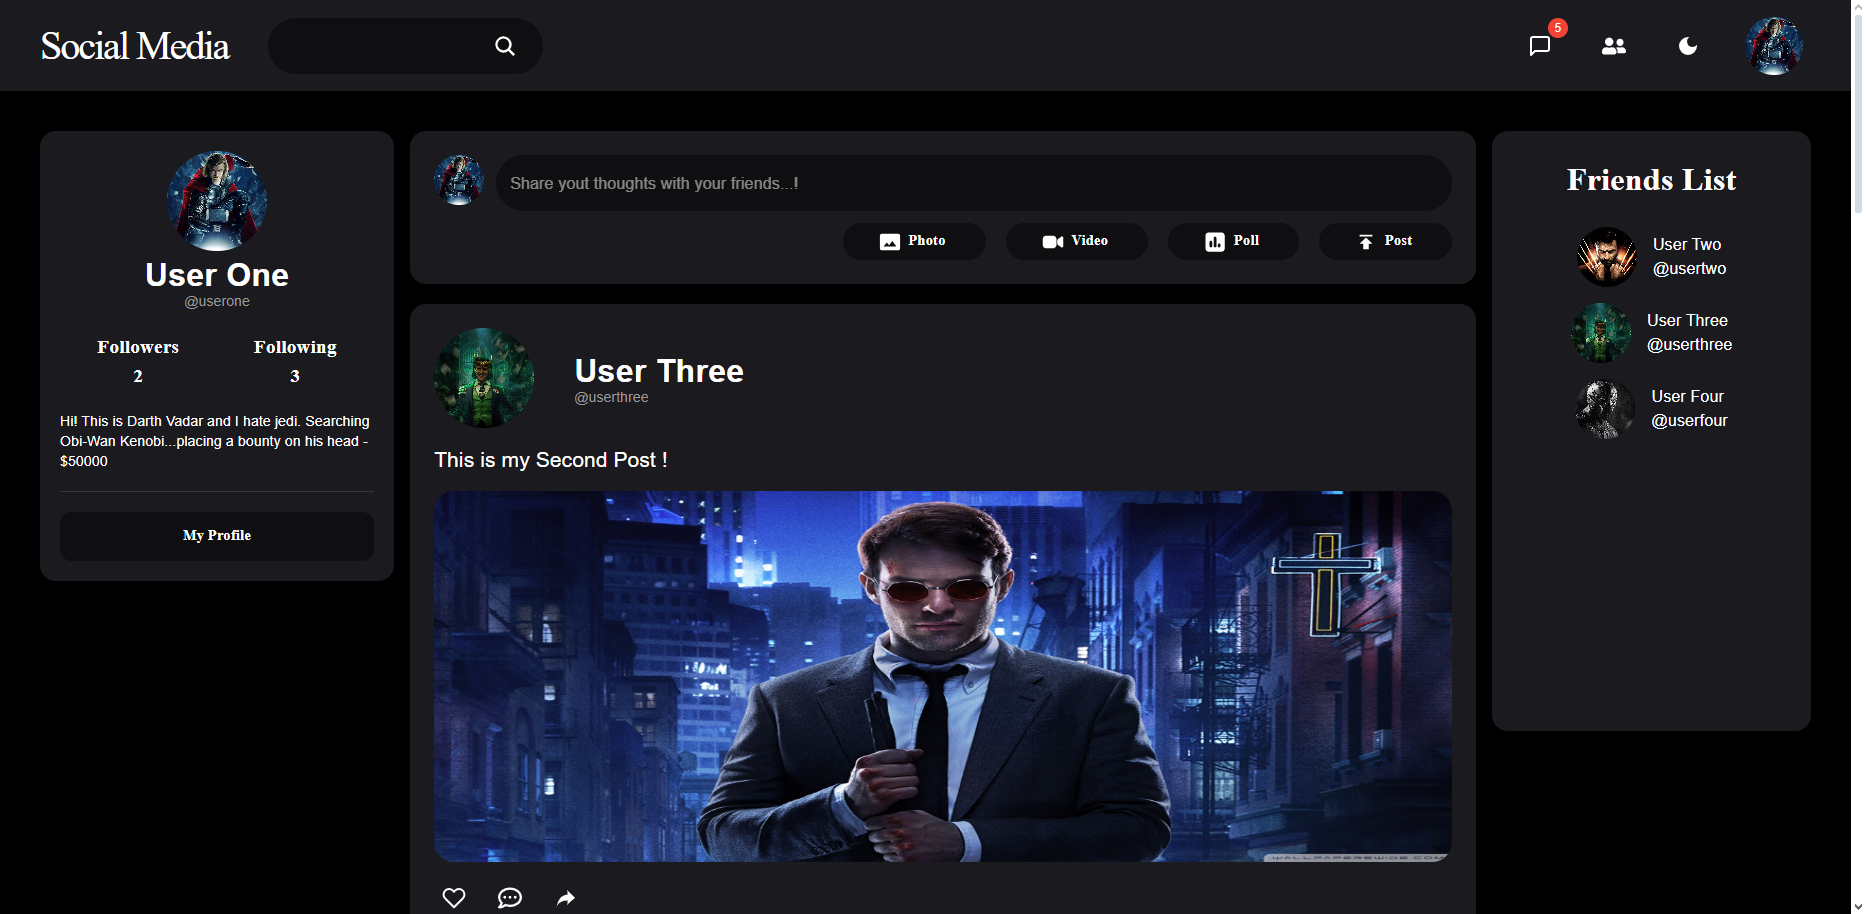 Social Media
5
User One
@userone
Followers
Following
2
3
Hi! This is Darth Vadar and I hate jedi. Searching
Obi-Wan Kenobi...placing a bounty on his head -
$50000
My Profile
Share yout thoughts with your friends...!
Photo
Video
Poll
Post
User Three
@userthree
This is my Second Post !
WALLPAPERSWIDE.COM
Friends List
User Two
@usertwo
User Three
@userthree
User Four
@userfour